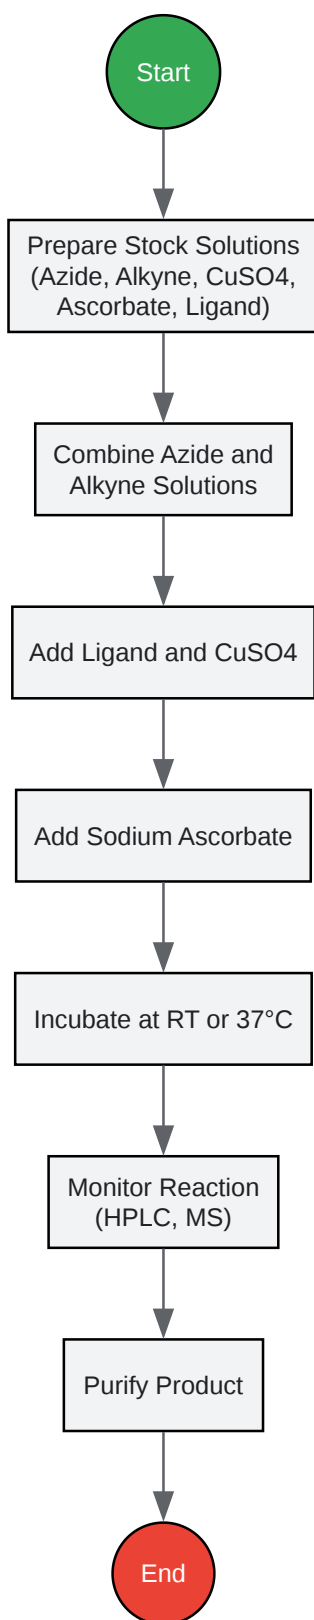 Start
Prepare Stock Solutions
(Azide, Alkyne, CuSO4,
Ascorbate, Ligand)
Combine Azide and
Alkyne Solutions
Add Ligand and CuSO4
Add Sodium Ascorbate
Incubate at RT or 37°C
Monitor Reaction
(HPLC, MS)
Purify Product
End